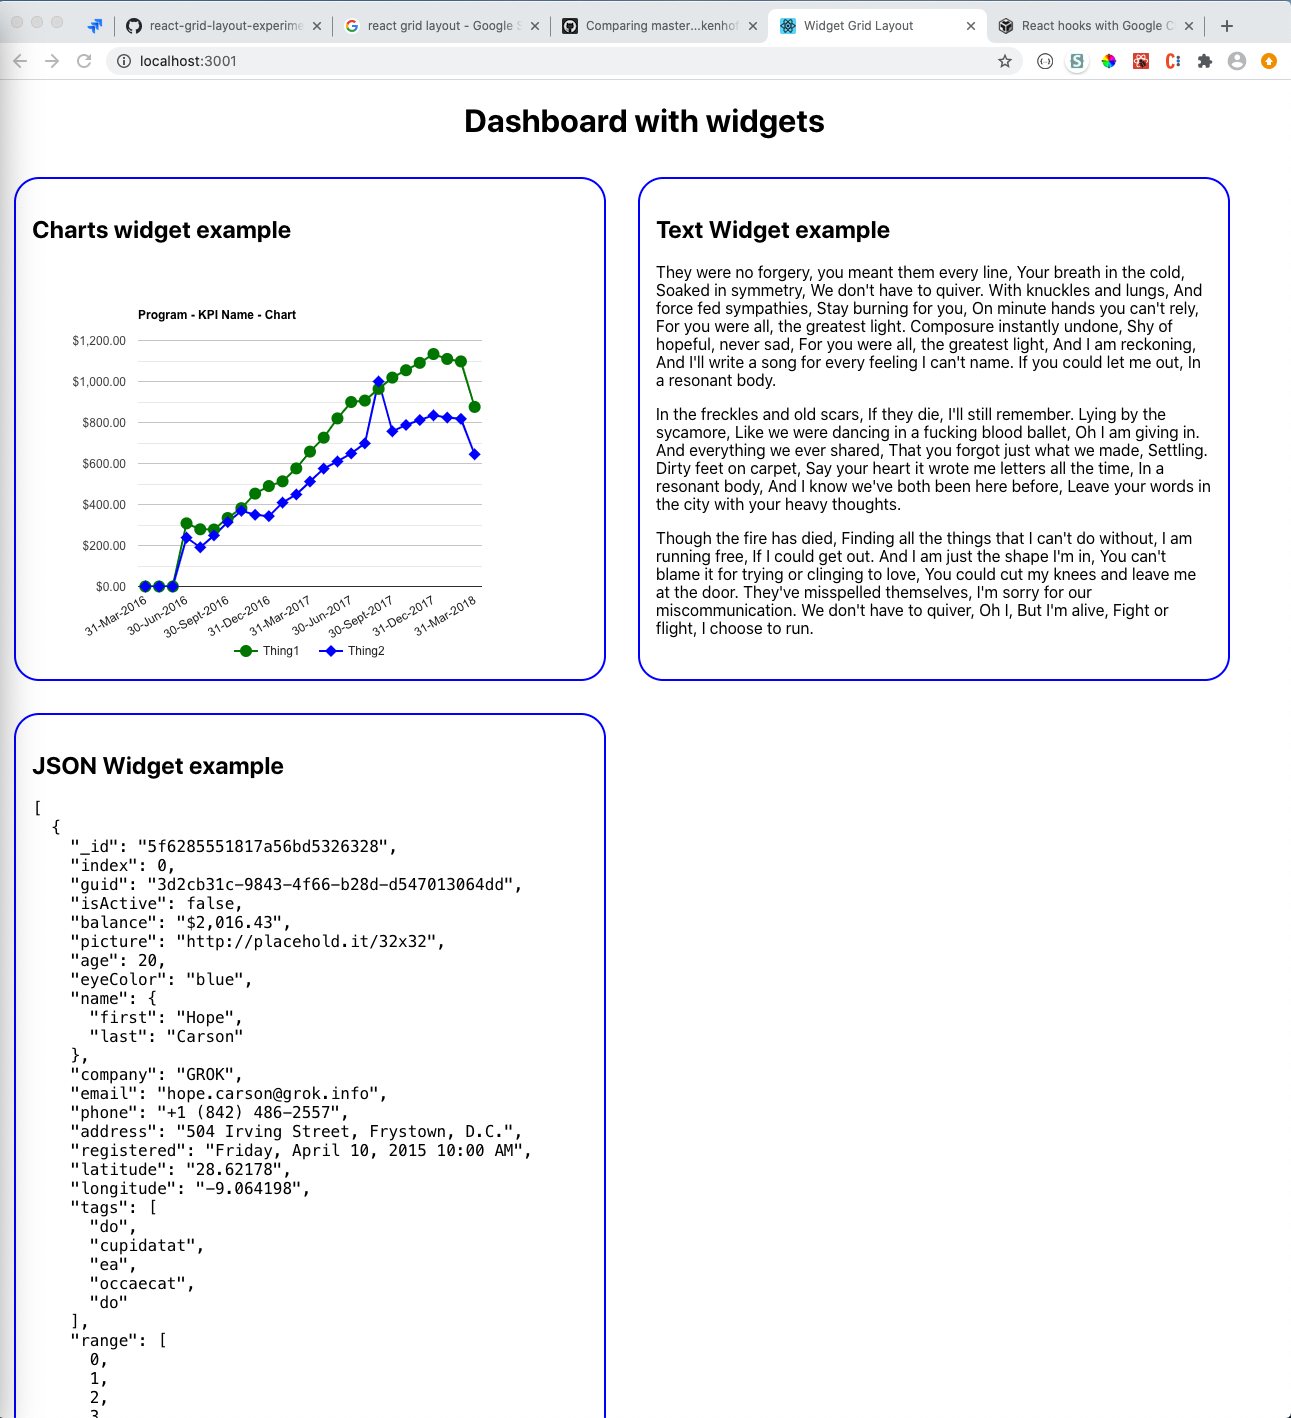 react-grid-layout-experime
react grid layout - Google S
Comparing master...kenhof
Widget Grid Layout
React hooks with Google C
localhost:3001
Dashboard with widgets
Charts widget example
Program - KPI Name - Chart
$1,200.00
$1,000.00
$800.00
$600.00
$400.00
$200.00
$0.00
31-Mar-2016
30-Jun-2016
30-Sept-2016
31-Dec-2016
31-Mar-2017
30-Jun-2017
30-Sept-2017
31-Dec-2017
31-Mar-2018
Thing1
Thing2
Text Widget example
They were no forgery, you meant them every line, Your breath in the cold,
Soaked in symmetry, We don't have to quiver. With knuckles and lungs, And
force fed sympathies, Stay burning for you, On minute hands you can't rely,
For you were all, the greatest light. Composure instantly undone, Shy of
hopeful, never sad, For you were all, the greatest light, And I am reckoning,
And I'll write a song for every feeling I can't name. If you could let me out, In
a resonant body.
In the freckles and old scars, If they die, I'll still remember. Lying by the
sycamore, Like we were dancing in a fucking blood ballet, Oh I am giving in.
And everything we ever shared, That you forgot just what we made, Settling.
Dirty feet on carpet, Say your heart it wrote me letters all the time, In a
resonant body, And I know we've both been here before, Leave your words in
the city with your heavy thoughts.
Though the fire has died, Finding all the things that I can't do without, I am
running free, If I could get out. And I am just the shape I'm in, You can't
blame it for trying or clinging to love, You could cut my knees and leave me
at the door. They've misspelled themselves, I'm sorry for our
miscommunication. We don't have to quiver, Oh I, But I'm alive, Fight or
flight, I choose to run.
JSON Widget example
[
{
"_id": "5f6285551817a56bd5326328",
"index": 0,
"guid": "3d2cb31c-9843-4f66-b28d-d547013064dd",
"isActive": false,
"balance": "$2,016.43",
"picture": "http://placehold.it/32x32",
"age": 20,
"eyeColor": "blue",
"name": {
"first": "Hope",
"last": "Carson"
},
"company": "GROK",
"email": "hope.carson@grok.info",
"phone": "+1 (842) 486-2557",
"address": "504 Irving Street, Frystown, D.C.",
"registered": "Friday, April 10, 2015 10:00 AM",
"latitude": "28.62178",
"longitude": "-9.064198",
"tags": [
"do",
"cupidatat",
"ea",
"occaecat",
"do"
],
"range": [
0,
1,
2,
3